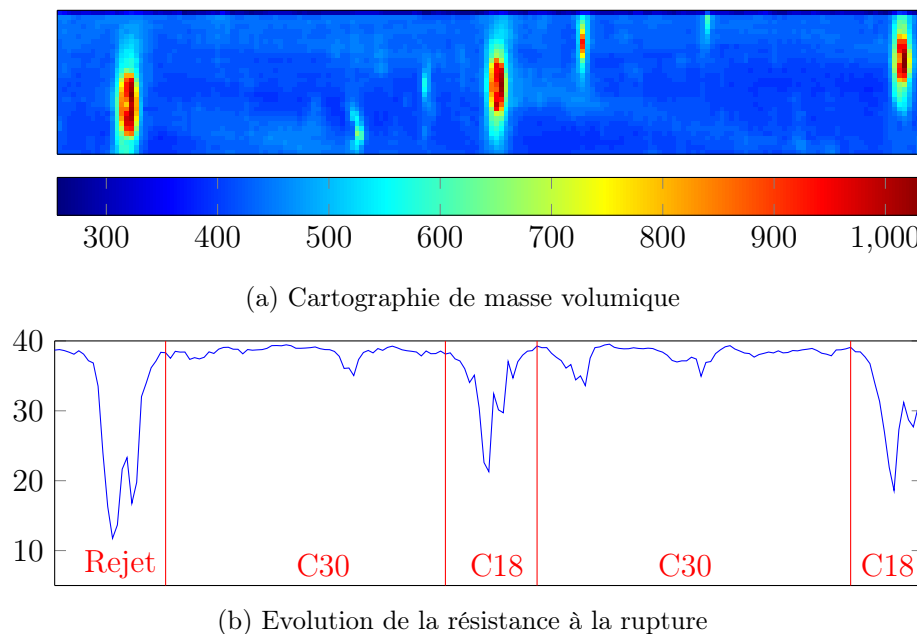 300 400 500 600 700 800 900 1,000
(a) Cartographie de masse volumique
40
30
20
10
Rejet C30 C18 C30 C18
(b) Evolution de la résistance à la rupture